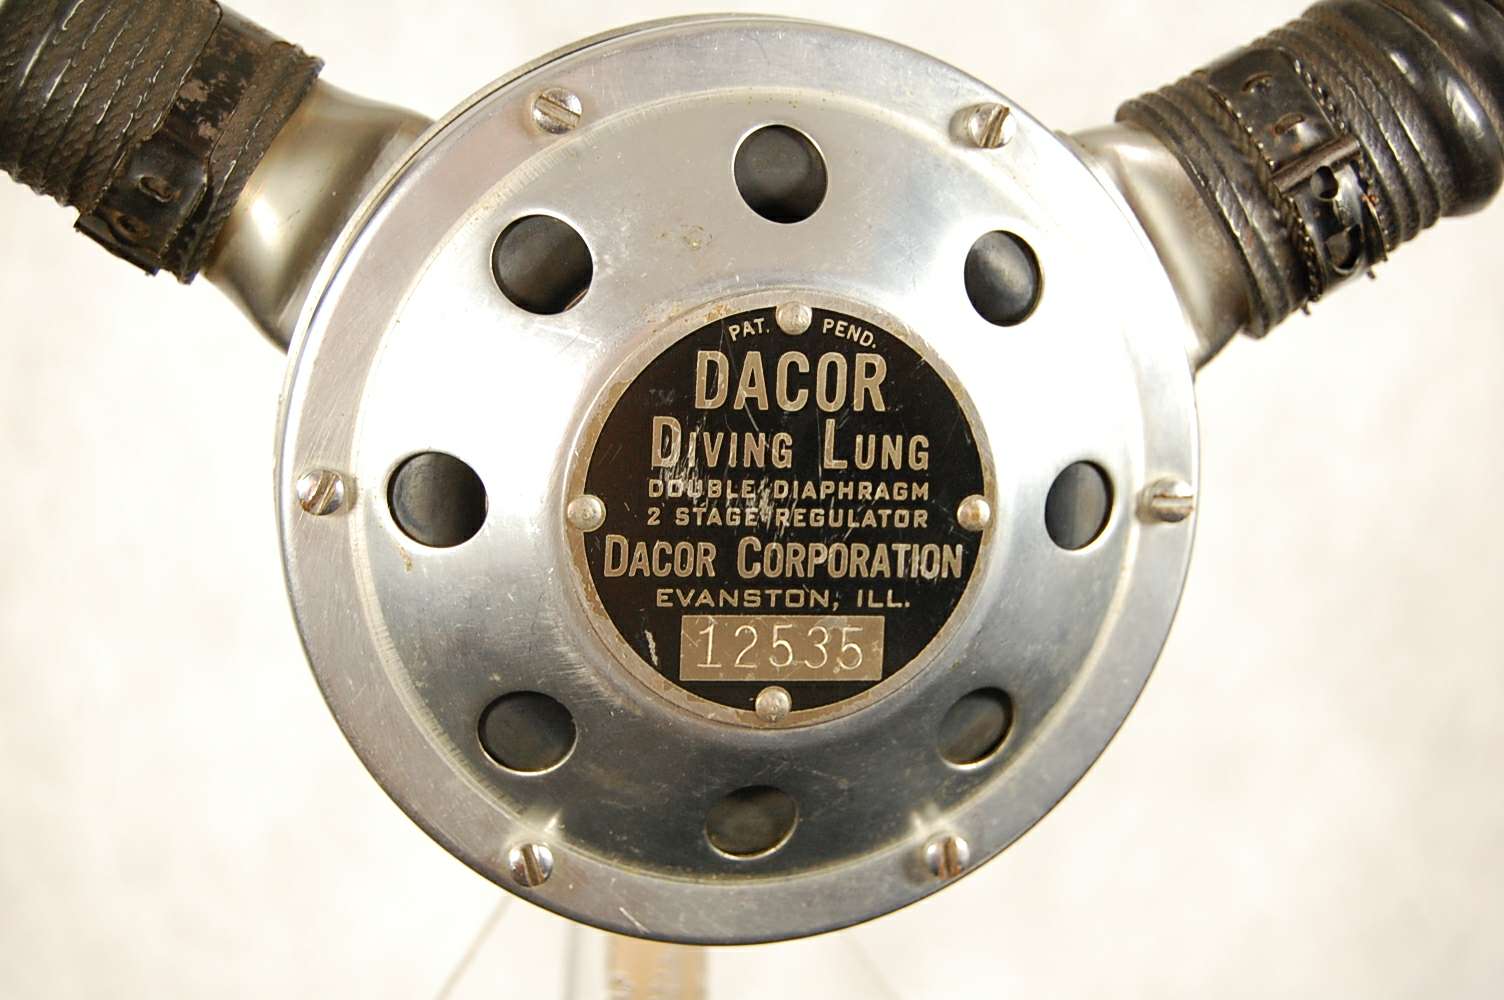 PAT. PEND.
DACOR
DIVING LUNG
DOUBLE-DIAPHRAGM
2 STAGE REGULATOR
DACOR CORPORATION
EVANSTON, ILL.
12535